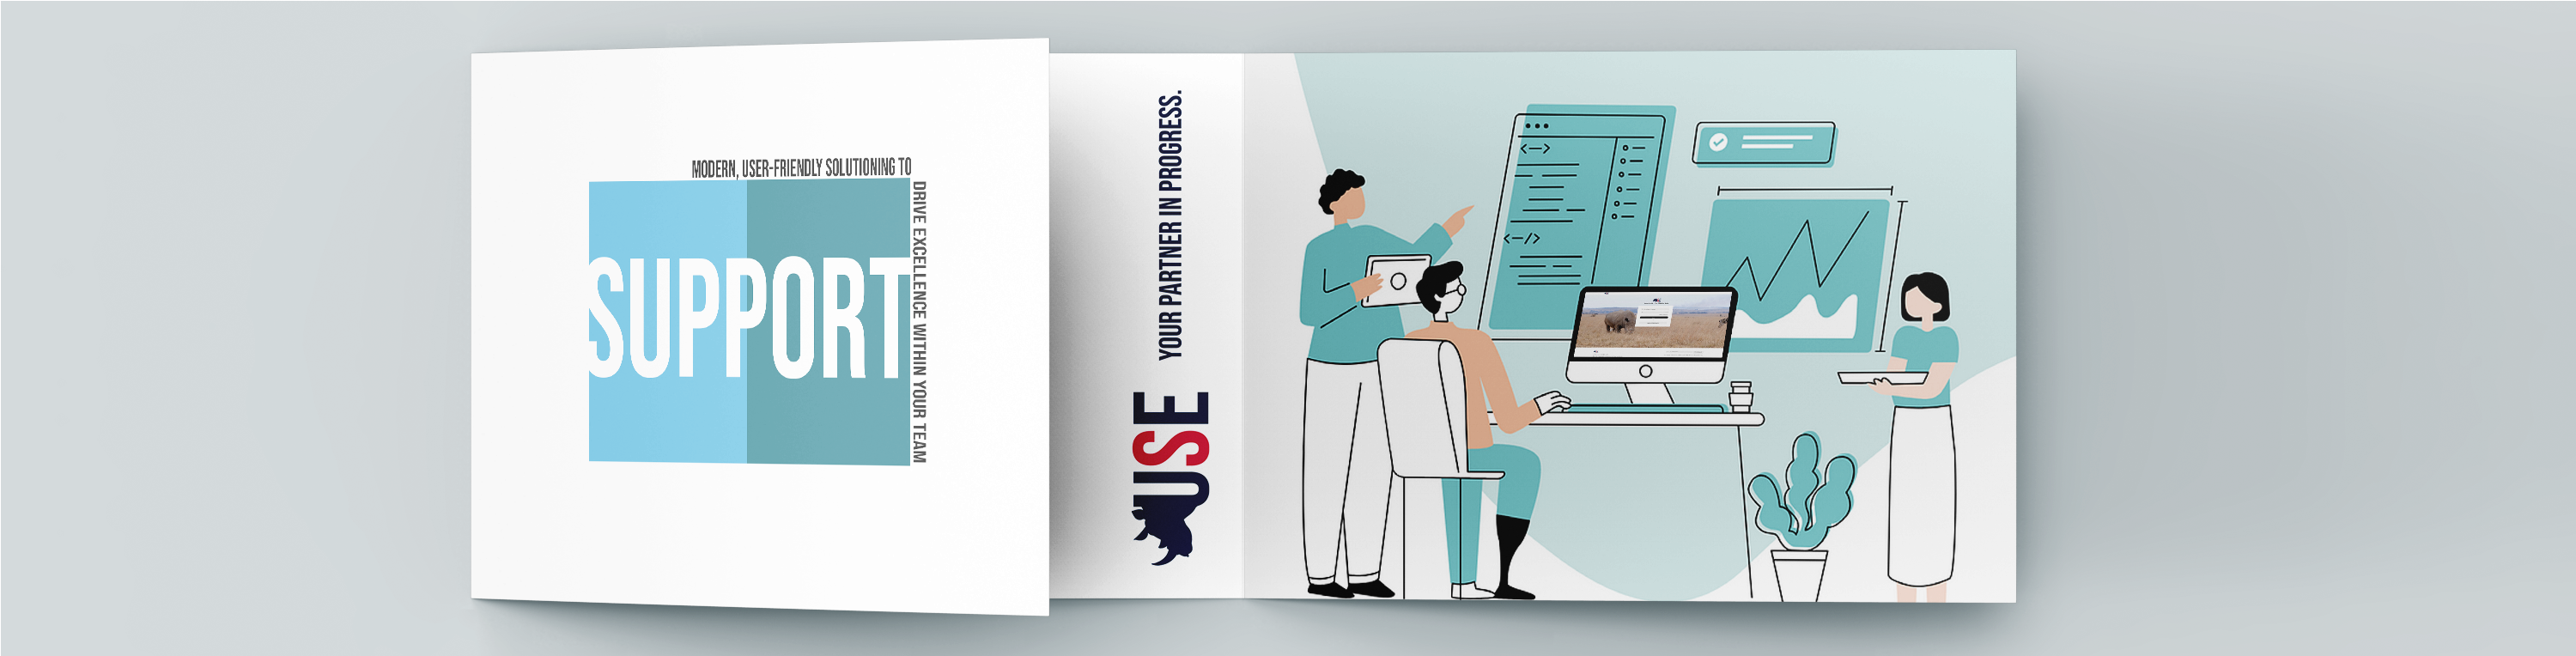 MODERN, USER-FRIENDLY SOLUTIONING TO
DRIVE EXCELLENCE WITHIN YOUR TEAM
SUPPORT
USE
YOUR PARTNER IN PROGRESS.
<—>
</—>